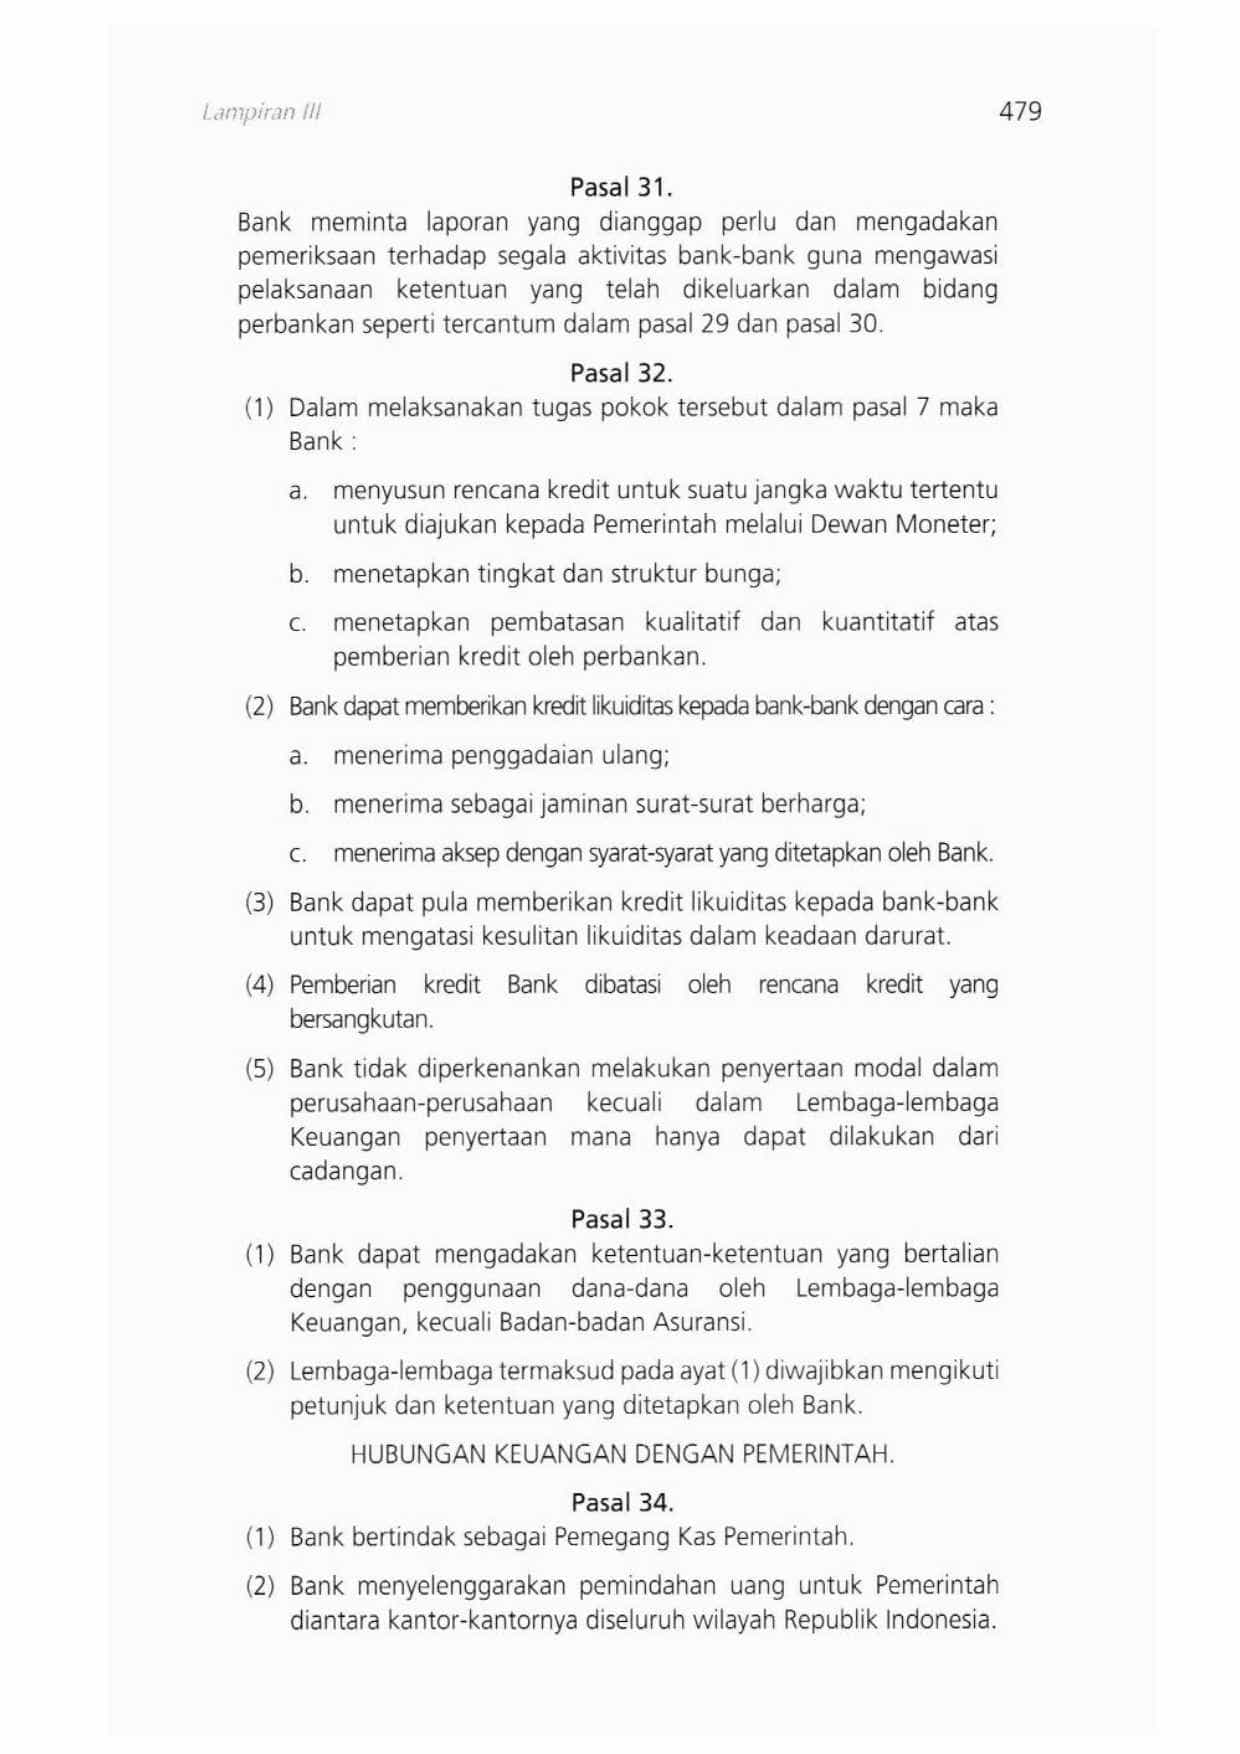 Lampiran III
479
Pasal 31.
Bank meminta laporan yang dianggap perlu dan mengadakan
pemeriksaan terhadap segala aktivitas bank-bank guna mengawasi
pelaksanaan ketentuan yang telah dikeluarkan dalam bidang
perbankan seperti tercantum dalam pasal 29 dan pasal 30.
Pasal 32.
(1) Dalam melaksanakan tugas pokok tersebut dalam pasal 7 maka
Bank :
a. menyusun rencana kredit untuk suatu jangka waktu tertentu
untuk diajukan kepada Pemerintah melalui Dewan Moneter;
b. menetapkan tingkat dan struktur bunga;
c. menetapkan pembatasan kualitatif dan kuantitatif atas
pemberian kredit oleh perbankan.
(2) Bank dapat memberikan kredit likuiditas kepada bank-bank dengan cara :
a. menerima penggadaian ulang;
b. menerima sebagai jaminan surat-surat berharga;
c. menerima aksep dengan syarat-syarat yang ditetapkan oleh Bank.
(3) Bank dapat pula memberikan kredit likuiditas kepada bank-bank
untuk mengatasi kesulitan likuiditas dalam keadaan darurat.
(4) Pemberian kredit Bank dibatasi oleh rencana kredit yang
bersangkutan.
(5) Bank tidak diperkenankan melakukan penyertaan modal dalam
perusahaan-perusahaan kecuali dalam Lembaga-lembaga
Keuangan penyertaan mana hanya dapat dilakukan dari
cadangan.
Pasal 33.
(1) Bank dapat mengadakan ketentuan-ketentuan yang bertalian
dengan penggunaan dana-dana oleh Lembaga-lembaga
Keuangan, kecuali Badan-badan Asuransi.
(2) Lembaga-lembaga termaksud pada ayat (1) diwajibkan mengikuti
petunjuk dan ketentuan yang ditetapkan oleh Bank.
HUBUNGAN KEUANGAN DENGAN PEMERINTAH.
Pasal 34.
(1) Bank bertindak sebagai Pemegang Kas Pemerintah.
(2) Bank menyelenggarakan pemindahan uang untuk Pemerintah
diantara kantor-kantornya diseluruh wilayah Republik Indonesia.